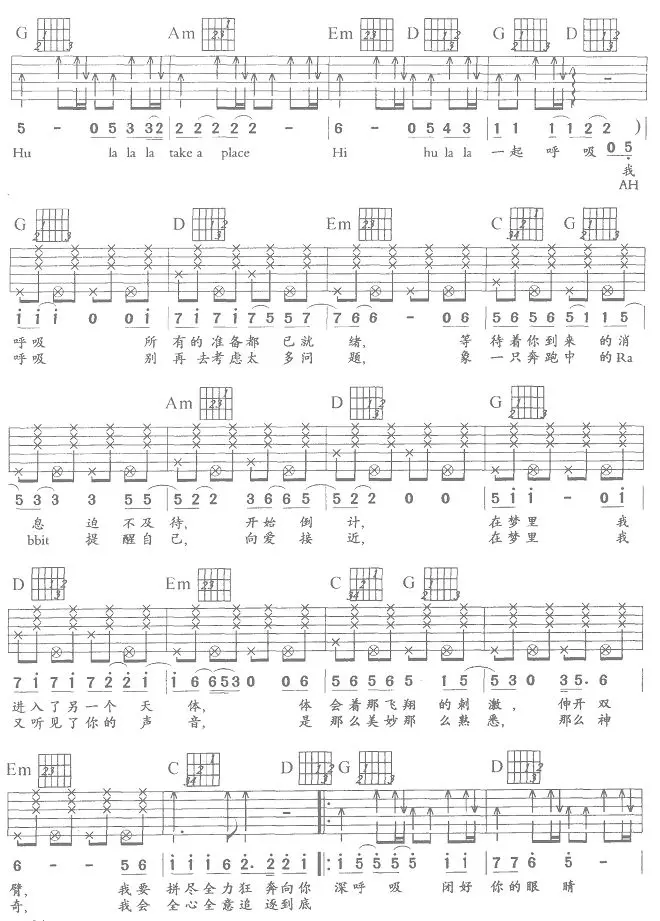 G Am Em D G D
5 - 0 5 3 3 2 | 2 2 2 2 2 - | 6 - 0 5 4 3 | 1 1 1 1 2 2 )
Hu la la la take a place Hi hu la la 一起 呼 吸 0 5
我
AH
G D Em C G
i i i 0 0 i | 7 i 7 i 7 5 5 7 | 7 6 6 - 0 6 | 5 6 5 6 5 5 1 5
呼吸 所 有的准备都 已就 绪, 等 待着你到来 的消
呼吸 别 再去考虑太 多问 题, 象 一只奔跑中 的Ra
Am D G
5 3 3 3 3 5 5 | 5 2 2 3 6 6 5 | 5 2 2 0 0 | 5 i i - 0 i
息 迫 不及 待, 开始 倒 计, 在梦里 我
bbit 提 醒自 己, 向爱 接 近, 在梦里 我
D Em C G
7 i 7 i 7 2 2 i | i 6 6 5 3 0 0 6 | 5 6 5 6 5 1 5 | 5 3 0 3 5. 6
进入了另一个 天 体, 体 会着那飞翔 的刺 激, 伸开双
又听见了你的 声 音, 是 那么美妙那 么熟 悉, 那么神
Em C D G D
6 - - 5 6 | i i i 6 2. 2 2 i |: i 5 5 5 5 i i | 7 7 6 5 -
臂, 我要 拼尽全力狂 奔向你 深呼 吸 闭好 你的眼 睛
奇, 我会 全心全意追 逐到底